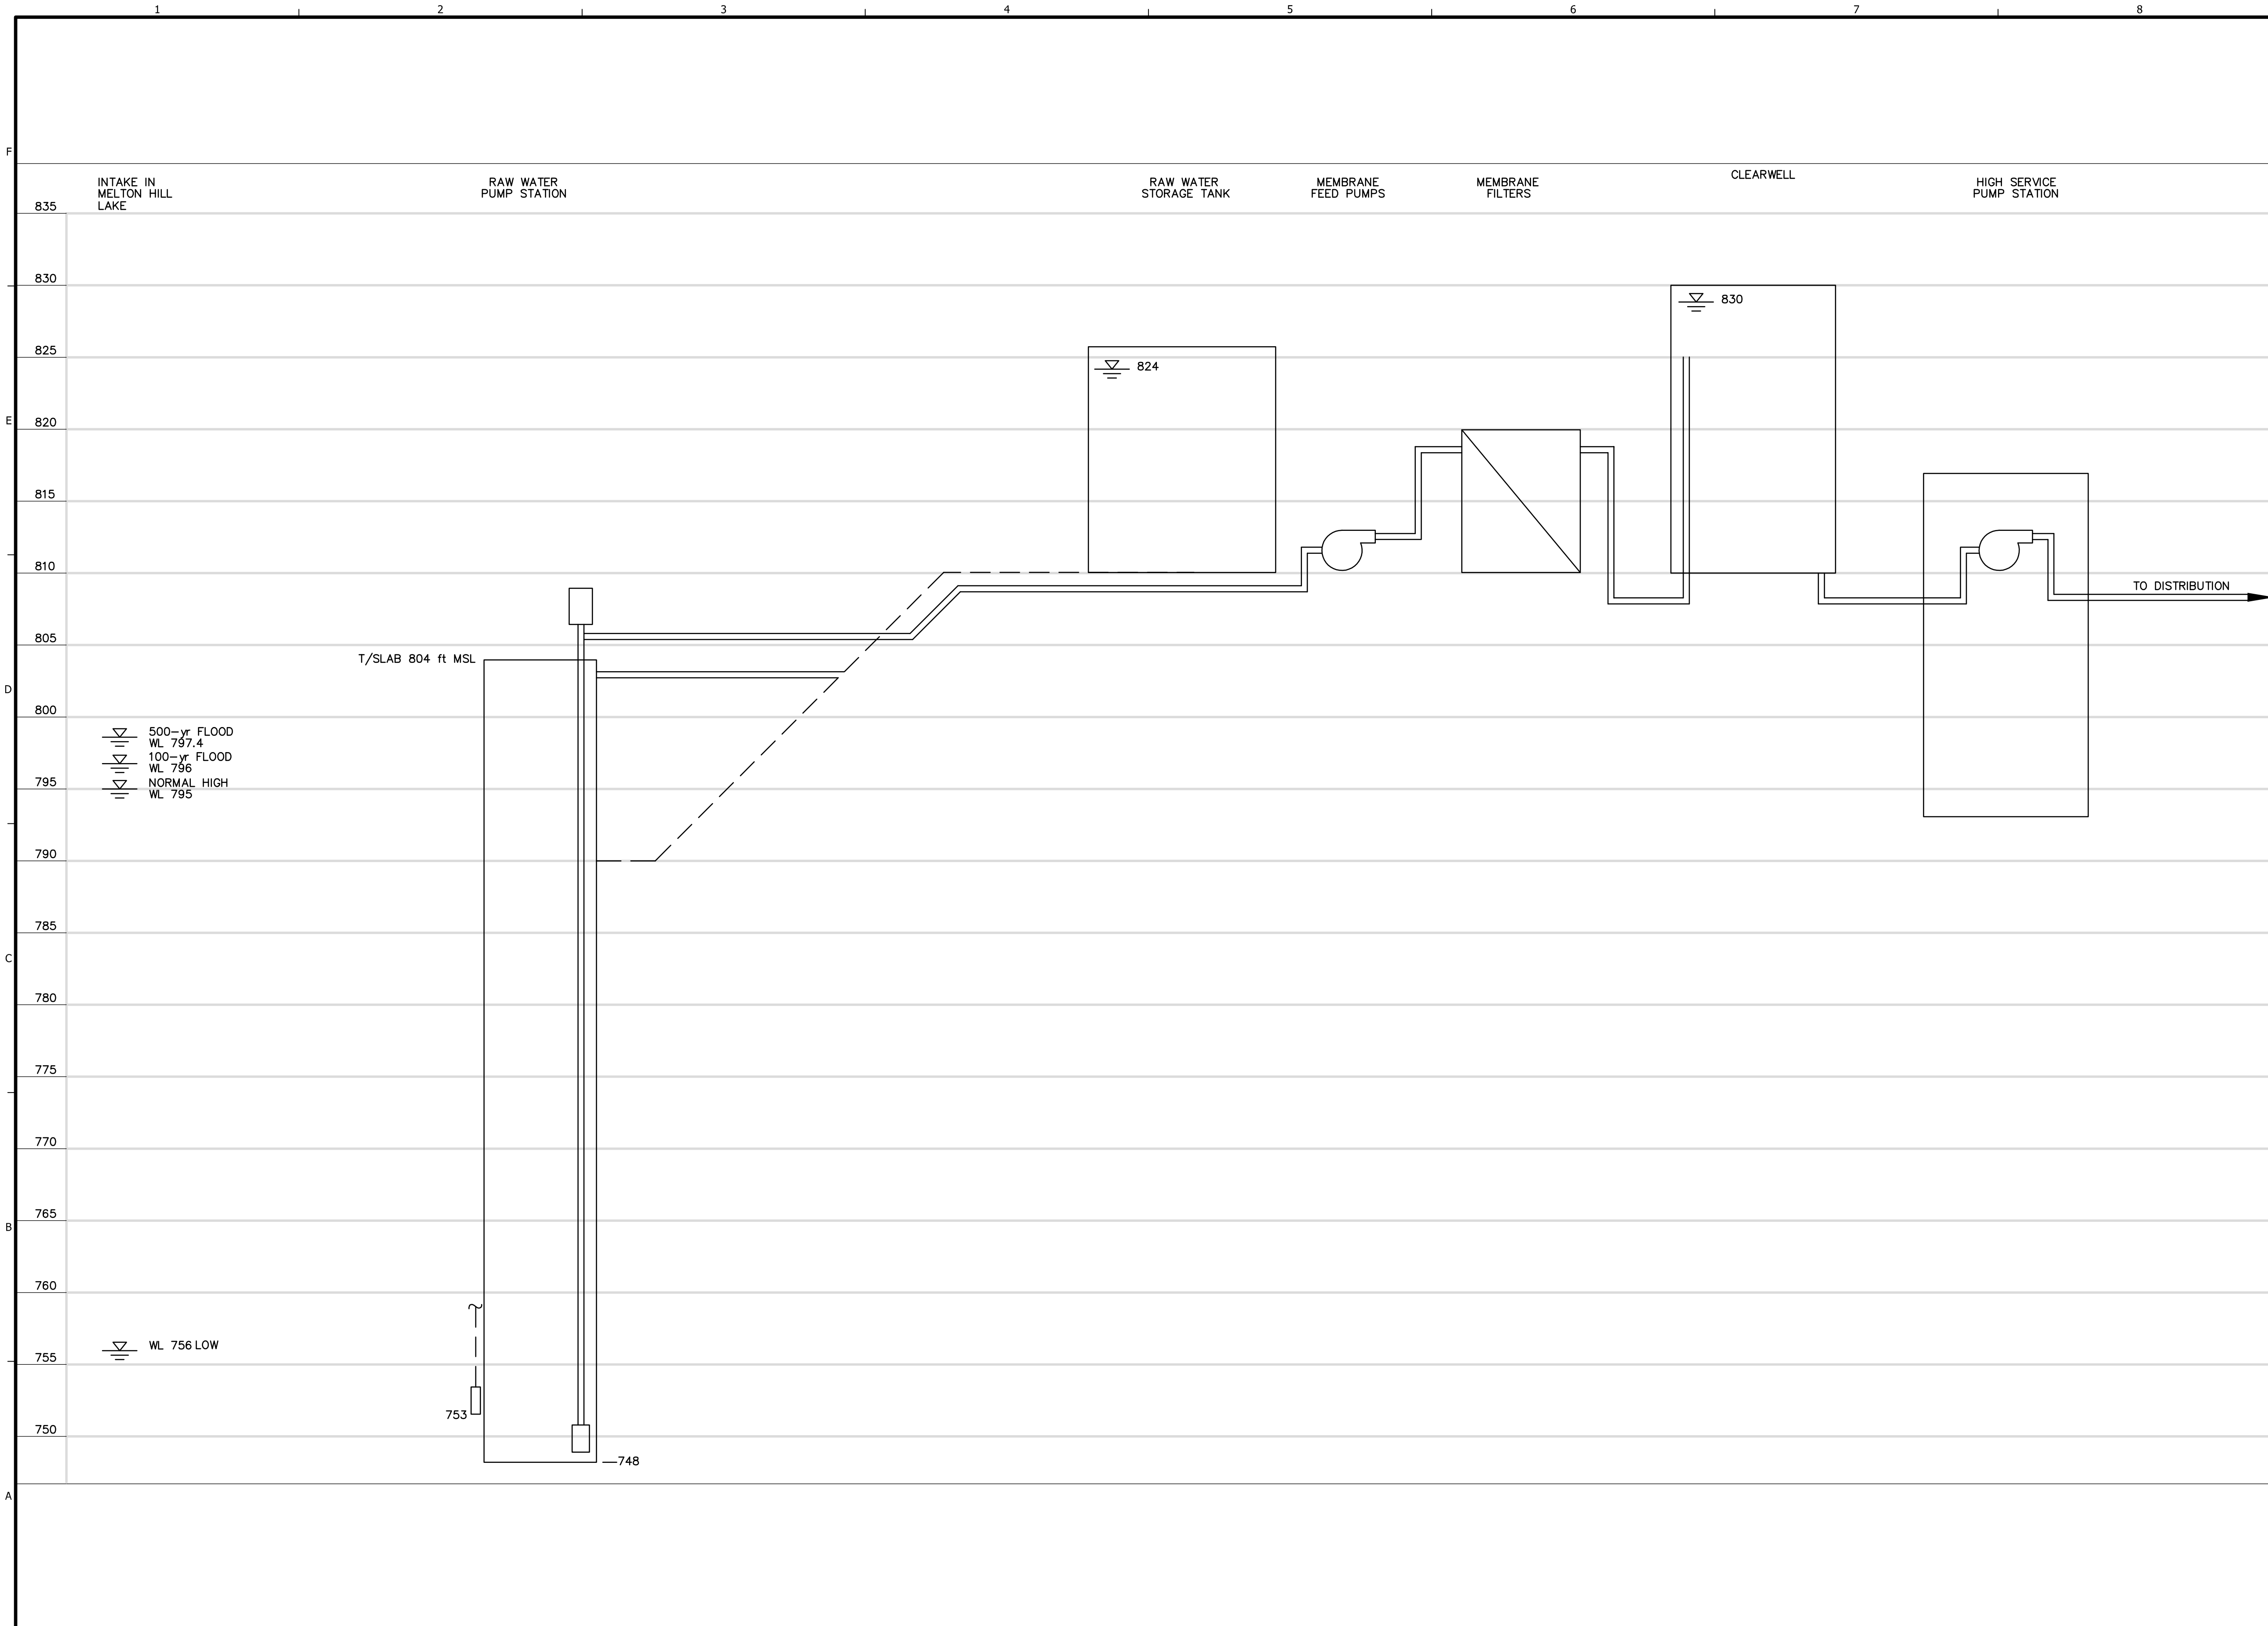 1 2 3 4 5 6 7 8
F
INTAKE IN
MELTON HILL
LAKE
RAW WATER
PUMP STATION
RAW WATER
STORAGE TANK
MEMBRANE
FEED PUMPS
MEMBRANE
FILTERS
CLEARWELL
HIGH SERVICE
PUMP STATION
835
830
830
825
824
E
820
815
810
TO DISTRIBUTION
805
T/SLAB 804 ft MSL
D
800
500-yr FLOOD
WL 797.4
100-yr FLOOD
WL 796
NORMAL HIGH
WL 795
795
790
785
C
780
775
770
765
B
760
WL 756 LOW
755
753
750
748
A